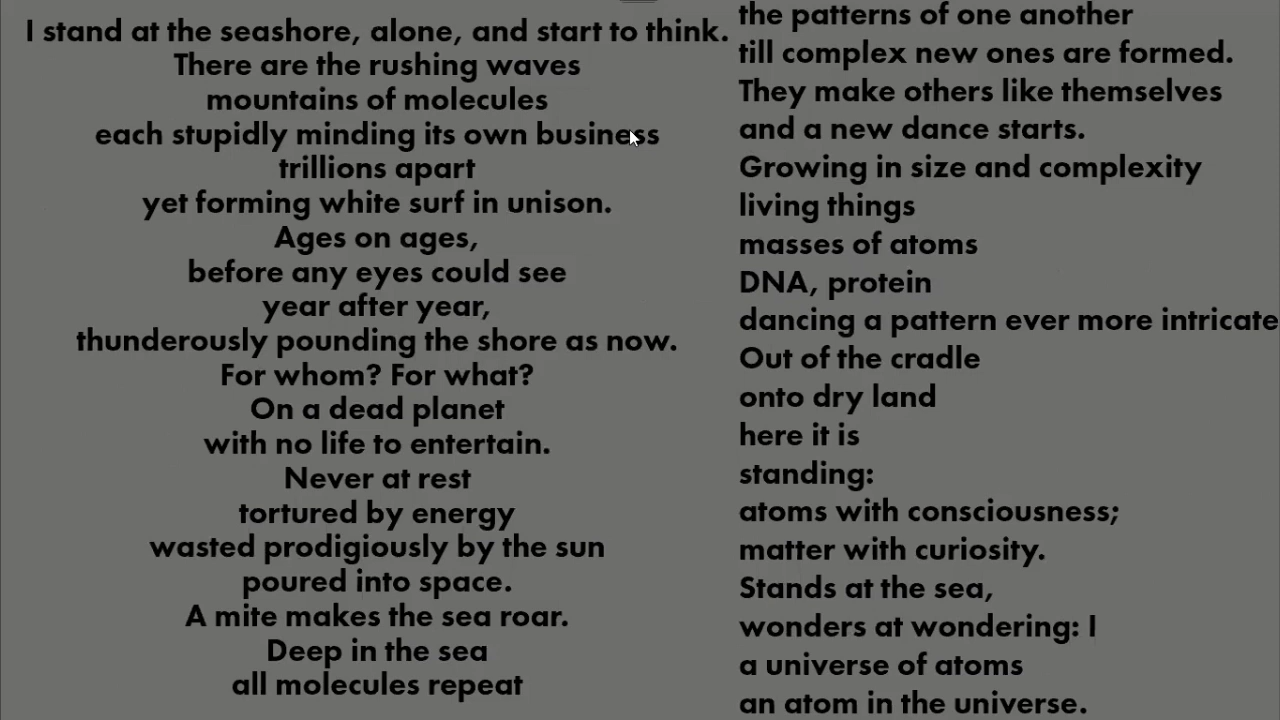 I stand at the seashore, alone, and start to think.
There are the rushing waves
mountains of molecules
each stupidly minding its own business
trillions apart
yet forming white surf in unison.
Ages on ages,
before any eyes could see
year after year,
thunderously pounding the shore as now.
For whom? For what?
On a dead planet
with no life to entertain.
Never at rest
tortured by energy
wasted prodigiously by the sun
poured into space.
A mite makes the sea roar.
Deep in the sea
all molecules repeat
the patterns of one another
till complex new ones are formed.
They make others like themselves
and a new dance starts.
Growing in size and complexity
living things
masses of atoms
DNA, protein
dancing a pattern ever more intricate
Out of the cradle
onto dry land
here it is
standing:
atoms with consciousness;
matter with curiosity.
Stands at the sea,
wonders at wondering: I
a universe of atoms
an atom in the universe.